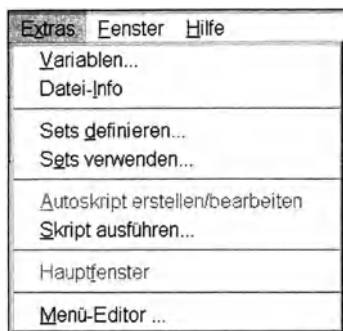 Extras Fenster Hilfe
Variablen...
Datei-Info
Sets definieren...
Sets verwenden...
Autoskript erstellen/bearbeiten
Skript ausführen...
Hauptfenster
Menü-Editor ...